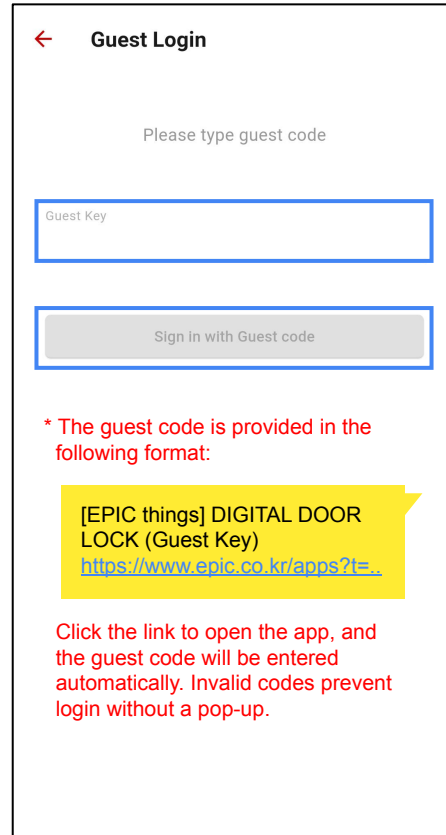 Guest Login
Please type guest code
Guest Key
Sign in with Guest code
* The guest code is provided in the
following format:
[EPIC things] DIGITAL DOOR
LOCK (Guest Key)
https://www.epic.co.kr/apps?t=..
Click the link to open the app, and
the guest code will be entered
automatically. Invalid codes prevent
login without a pop-up.